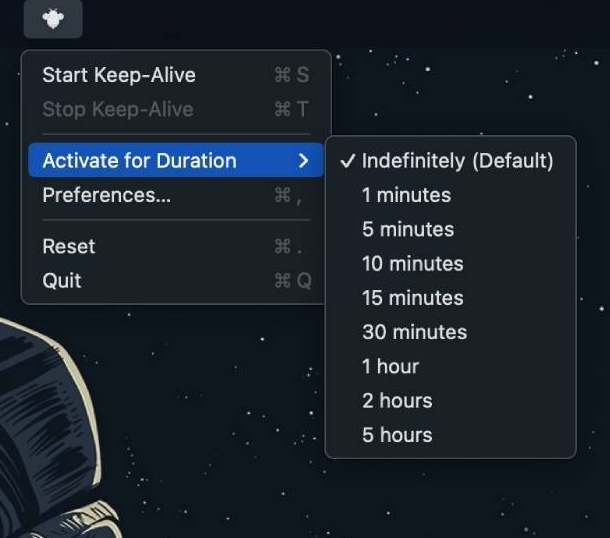 Start Keep-Alive ⌘ S
Stop Keep-Alive ⌘ T
Activate for Duration
Preferences... ⌘ ,
Reset ⌘ .
Quit ⌘ Q
✓ Indefinitely (Default)
1 minutes
5 minutes
10 minutes
15 minutes
30 minutes
1 hour
2 hours
5 hours